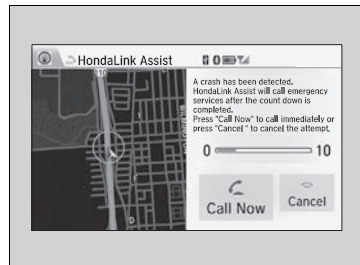 HondaLink Assist
A crash has been detected.
HondaLink Assist will call emergency
services after the count down is
completed.
Press "Call Now" to call immediately or
press "Cancel " to cancel the attempt.
0 10
Call Now
Cancel